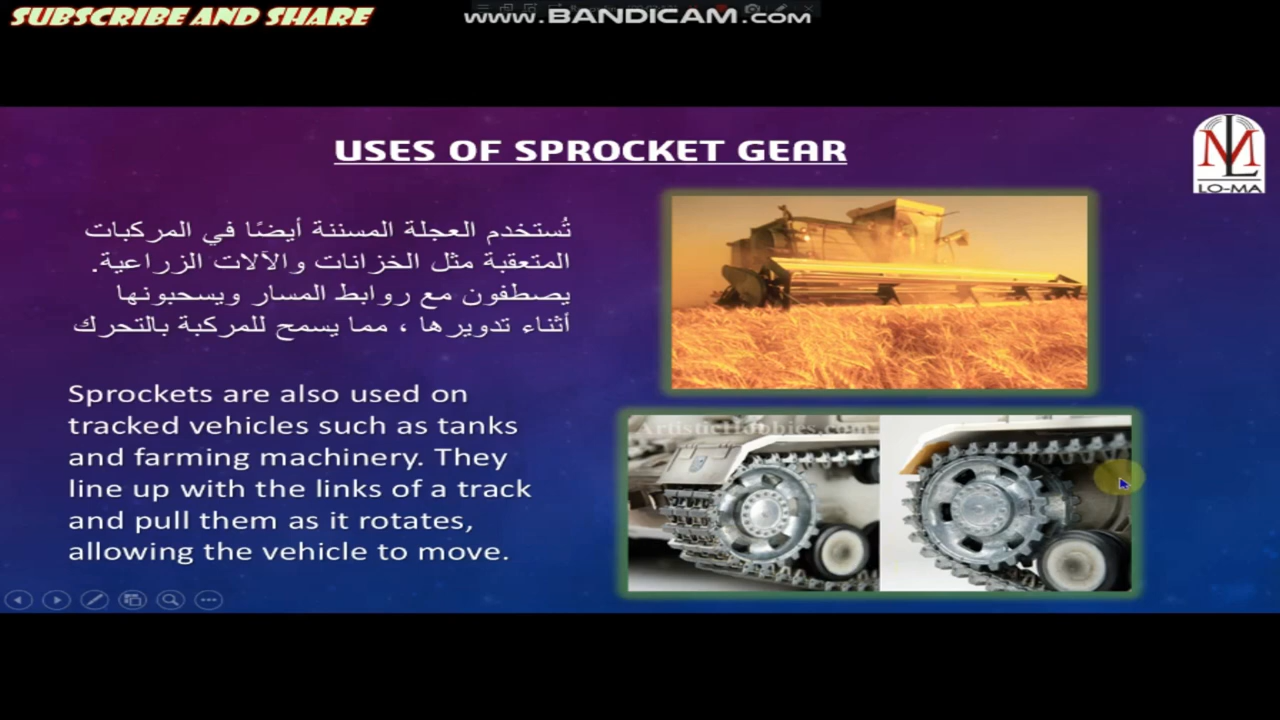 SUBSCRIBE AND SHARE
www.BANDICAM.com
USES OF SPROCKET GEAR
LO-MA
تُستخدم العجلة المسننة أيضًا في المركبات
المتعقبة مثل الخزانات والآلات الزراعية.
يصطفون مع روابط المسار ويسحبونها
أثناء تدويرها ، مما يسمح للمركبة بالتحرك
Sprockets are also used on
tracked vehicles such as tanks
and farming machinery. They
line up with the links of a track
and pull them as it rotates,
allowing the vehicle to move.
ArtisticHobbies.com